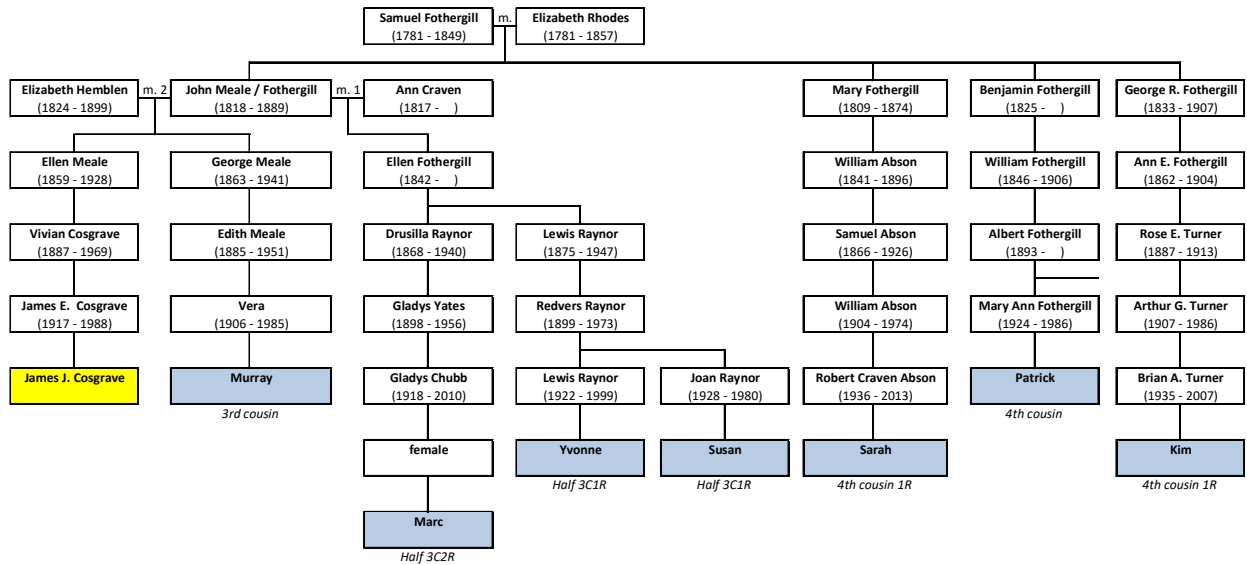 Samuel Fothergill m. Elizabeth Rhodes
(1781 - 1849) (1781 - 1857)
Elizabeth Hemblen m. 2 John Meale / Fothergill m. 1 Ann Craven Mary Fothergill Benjamin Fothergill George R. Fothergill
(1824 - 1899) (1818 - 1889) (1817 - ) (1809 - 1874) (1825 - ) (1833 - 1907)
Ellen Meale George Meale Ellen Fothergill William Abson William Fothergill Ann E. Fothergill
(1859 - 1928) (1863 - 1941) (1842 - ) (1841 - 1896) (1846 - 1906) (1862 - 1904)
Vivian Cosgrave Edith Meale Drusilla Raynor Lewis Raynor Samuel Abson Albert Fothergill Rose E. Turner
(1887 - 1969) (1885 - 1951) (1868 - 1940) (1875 - 1947) (1866 - 1926) (1893 - ) (1887 - 1913)
James E. Cosgrave Vera Gladys Yates Redvers Raynor William Abson Mary Ann Fothergill Arthur G. Turner
(1917 - 1988) (1906 - 1985) (1898 - 1956) (1899 - 1973) (1904 - 1974) (1924 - 1986) (1907 - 1986)
James J. Cosgrave Murray Gladys Chubb Lewis Raynor Joan Raynor Robert Craven Abson Patrick Brian A. Turner
(1918 - 2010) (1922 - 1999) (1928 - 1980) (1936 - 2013) (1935 - 2007)
3rd cousin 4th cousin
female Yvonne Susan Sarah Kim
Half 3C1R Half 3C1R 4th cousin 1R 4th cousin 1R
Marc
Half 3C2R